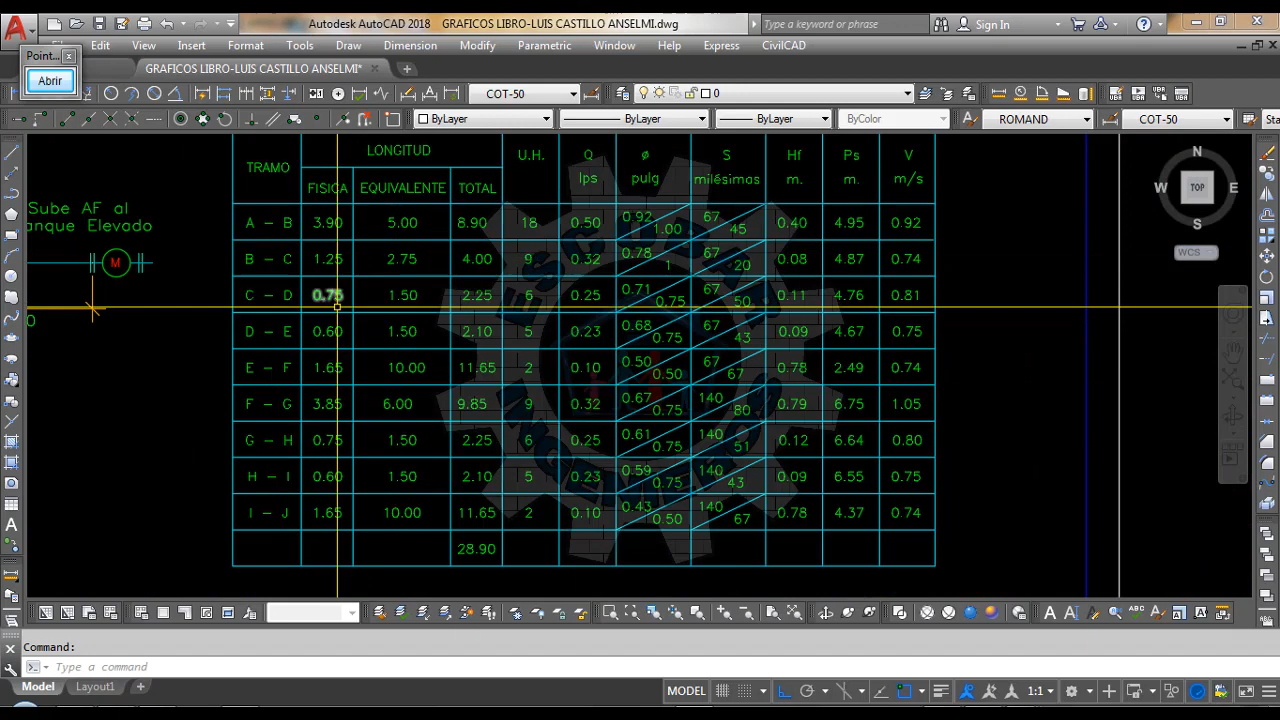 Autodesk AutoCAD 2018 GRAFICOS LIBRO-LUIS CASTILLO ANSELMI.dwg
Type a keyword or phrase
Sign In
Edit View Insert Format Tools Draw Dimension Modify Parametric Window Help Express CivilCAD
Point...
Abrir
GRAFICOS LIBRO-LUIS CASTILLO ANSELMI*
COT-50
0
ByLayer
ByLayer
ByLayer
ByColor
ROMAND
COT-50
Sta
TRAMO LONGITUD U.H. Q ø S Hf Ps V
lps pulg milésimas m. m. m/s
FISICA EQUIVALENTE TOTAL
A - B 3.90 5.00 8.90 18 0.50 0.92 1.00 67 45 0.40 4.95 0.92
B - C 1.25 2.75 4.00 9 0.32 0.78 1 67 20 0.08 4.87 0.74
C - D 0.75 1.50 2.25 6 0.25 0.71 0.75 67 50 0.11 4.76 0.81
D - E 0.60 1.50 2.10 5 0.23 0.68 0.75 67 43 0.09 4.67 0.75
E - F 1.65 10.00 11.65 2 0.10 0.50 0.50 67 67 0.78 2.49 0.74
F - G 3.85 6.00 9.85 9 0.32 0.67 0.75 140 80 0.79 6.75 1.05
G - H 0.75 1.50 2.25 6 0.25 0.61 0.75 140 51 0.12 6.64 0.80
H - I 0.60 1.50 2.10 5 0.23 0.59 0.75 140 43 0.09 6.55 0.75
I - J 1.65 10.00 11.65 2 0.10 0.43 0.50 140 67 0.78 4.37 0.74
28.90
Sube AF al
anque Elevado
M
0
N
W TOP E
S
WCS
Command:
Type a command
Model Layout1
MODEL
1:1